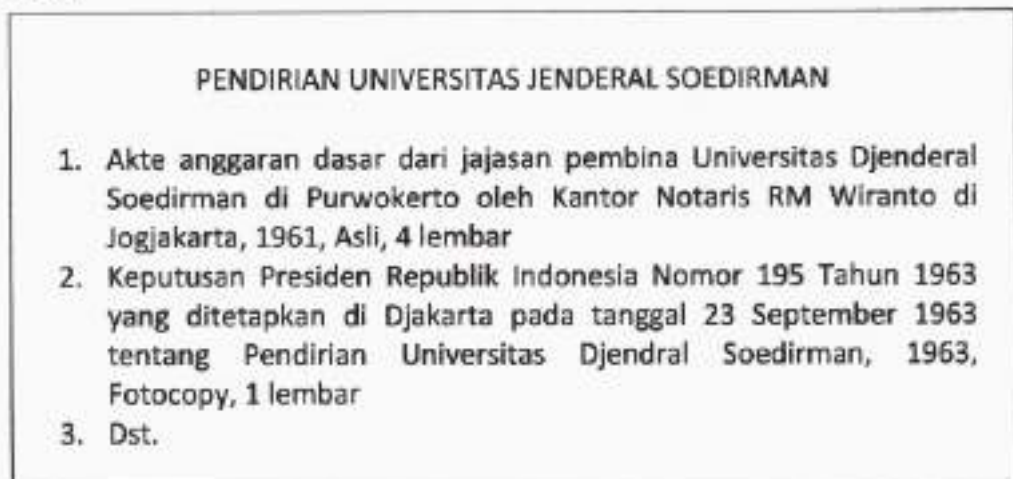 PENDIRIAN UNIVERSITAS JENDERAL SOEDIRMAN
1. Akte anggaran dasar dari jajasan pembina Universitas Djenderal
Soedirman di Purwokerto oleh Kantor Notaris RM Wiranto di
Jogjakarta, 1961, Asli, 4 lembar
2. Keputusan Presiden Republik Indonesia Nomor 195 Tahun 1963
yang ditetapkan di Djakarta pada tanggal 23 September 1963
tentang Pendirian Universitas Djendral Soedirman, 1963,
Fotocopy, 1 lembar
3. Dst.